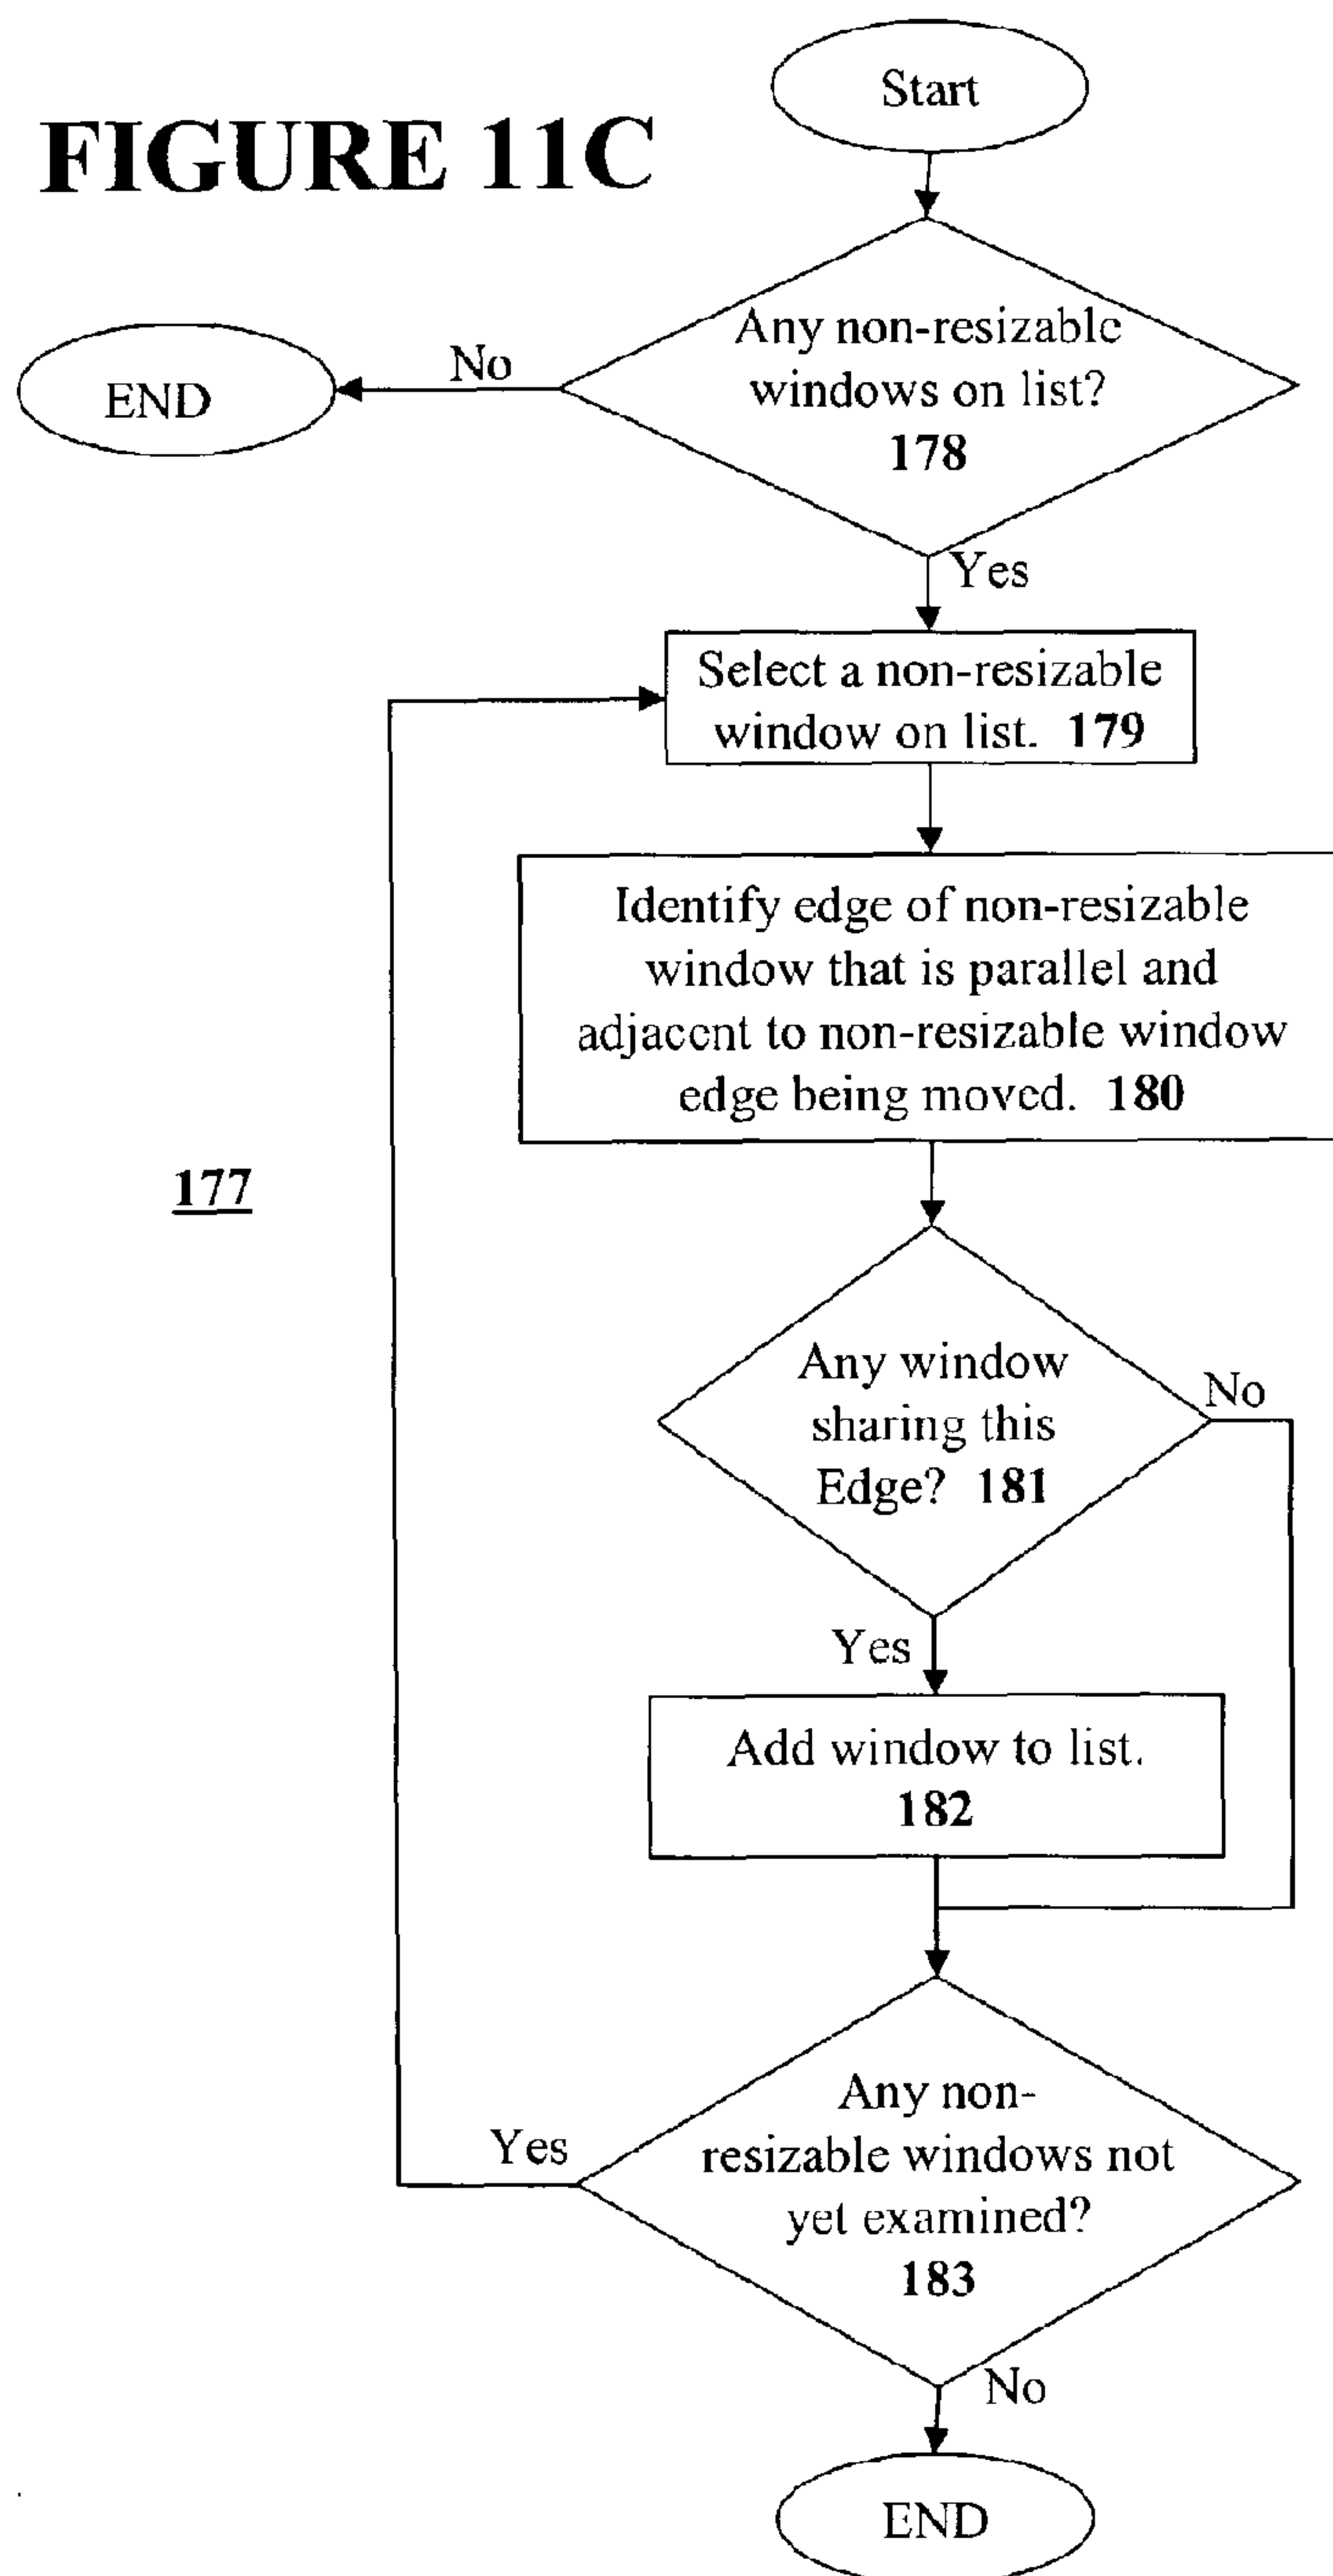 FIGURE 11C
Start
Any non-resizable
windows on list?
178
No
END
Yes
Select a non-resizable
window on list. 179
Identify edge of non-resizable
window that is parallel and
adjacent to non-resizable window
edge being moved. 180
177
Any window
sharing this
Edge? 181
No
Yes
Add window to list.
182
Any non-
resizable windows not
yet examined?
183
Yes
No
END